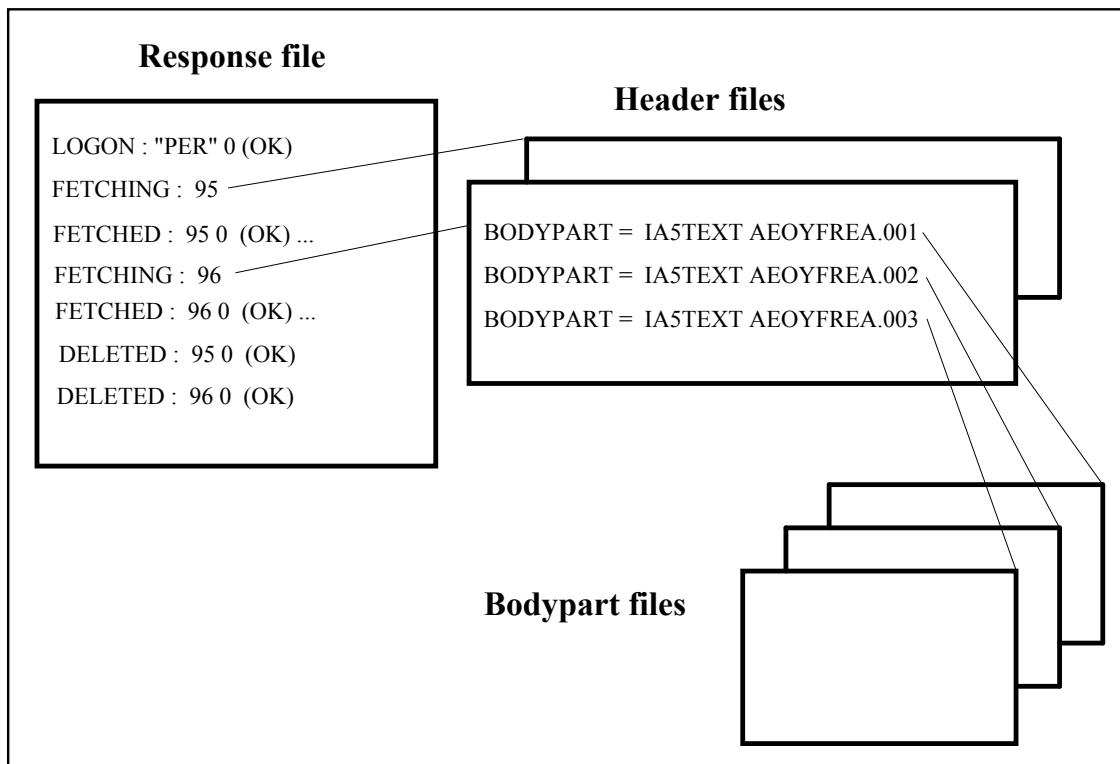 Response file
LOGON : "PER" 0 (OK)
FETCHING : 95
FETCHED : 95 0 (OK) ...
FETCHING : 96
FETCHED : 96 0 (OK) ...
DELETED : 95 0 (OK)
DELETED : 96 0 (OK)
Header files
BODYPART = IA5TEXT AEOYFREA.001
BODYPART = IA5TEXT AEOYFREA.002
BODYPART = IA5TEXT AEOYFREA.003
Bodypart files